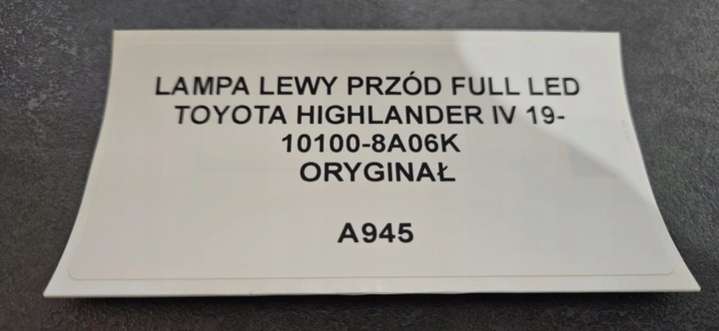 LAMPA LEWY PRZÓD FULL LED
TOYOTA HIGHLANDER IV 19-
10100-8A06K
ORYGINAŁ
A945